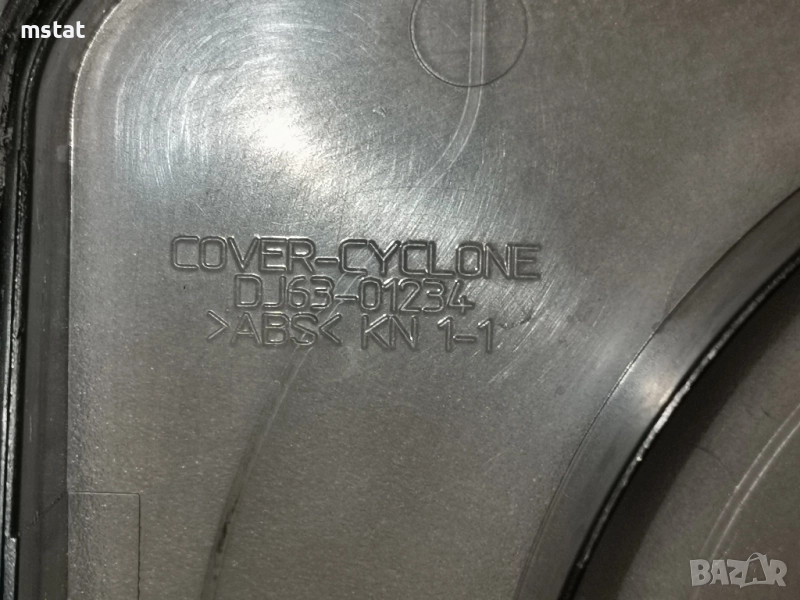 mstat
COVER-CYCLONE
DJ63-01234
>ABS< KN 1-1
BAZAR